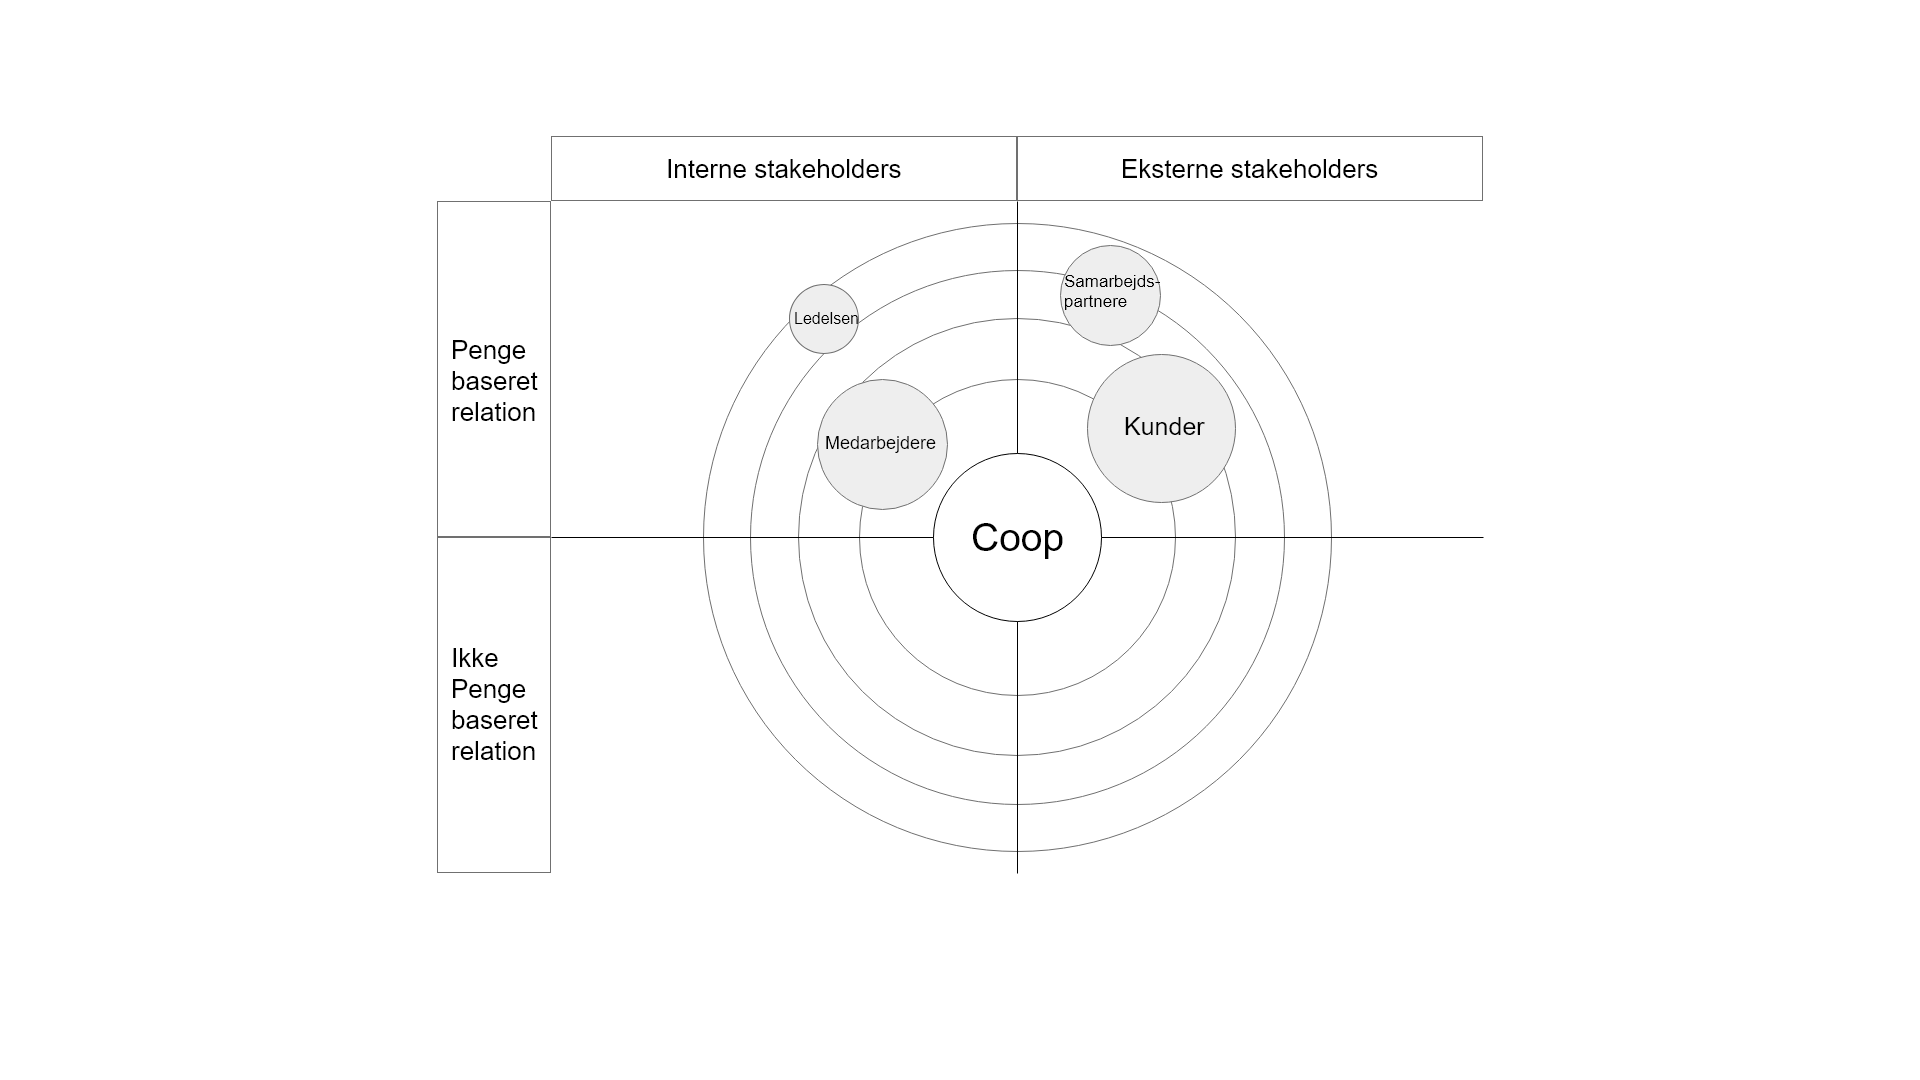 Interne stakeholders
Eksterne stakeholders
Penge
baseret
relation
Samarbejds-
partnere
Ledelsen
Kunder
Medarbejdere
Coop
Ikke
Penge
baseret
relation